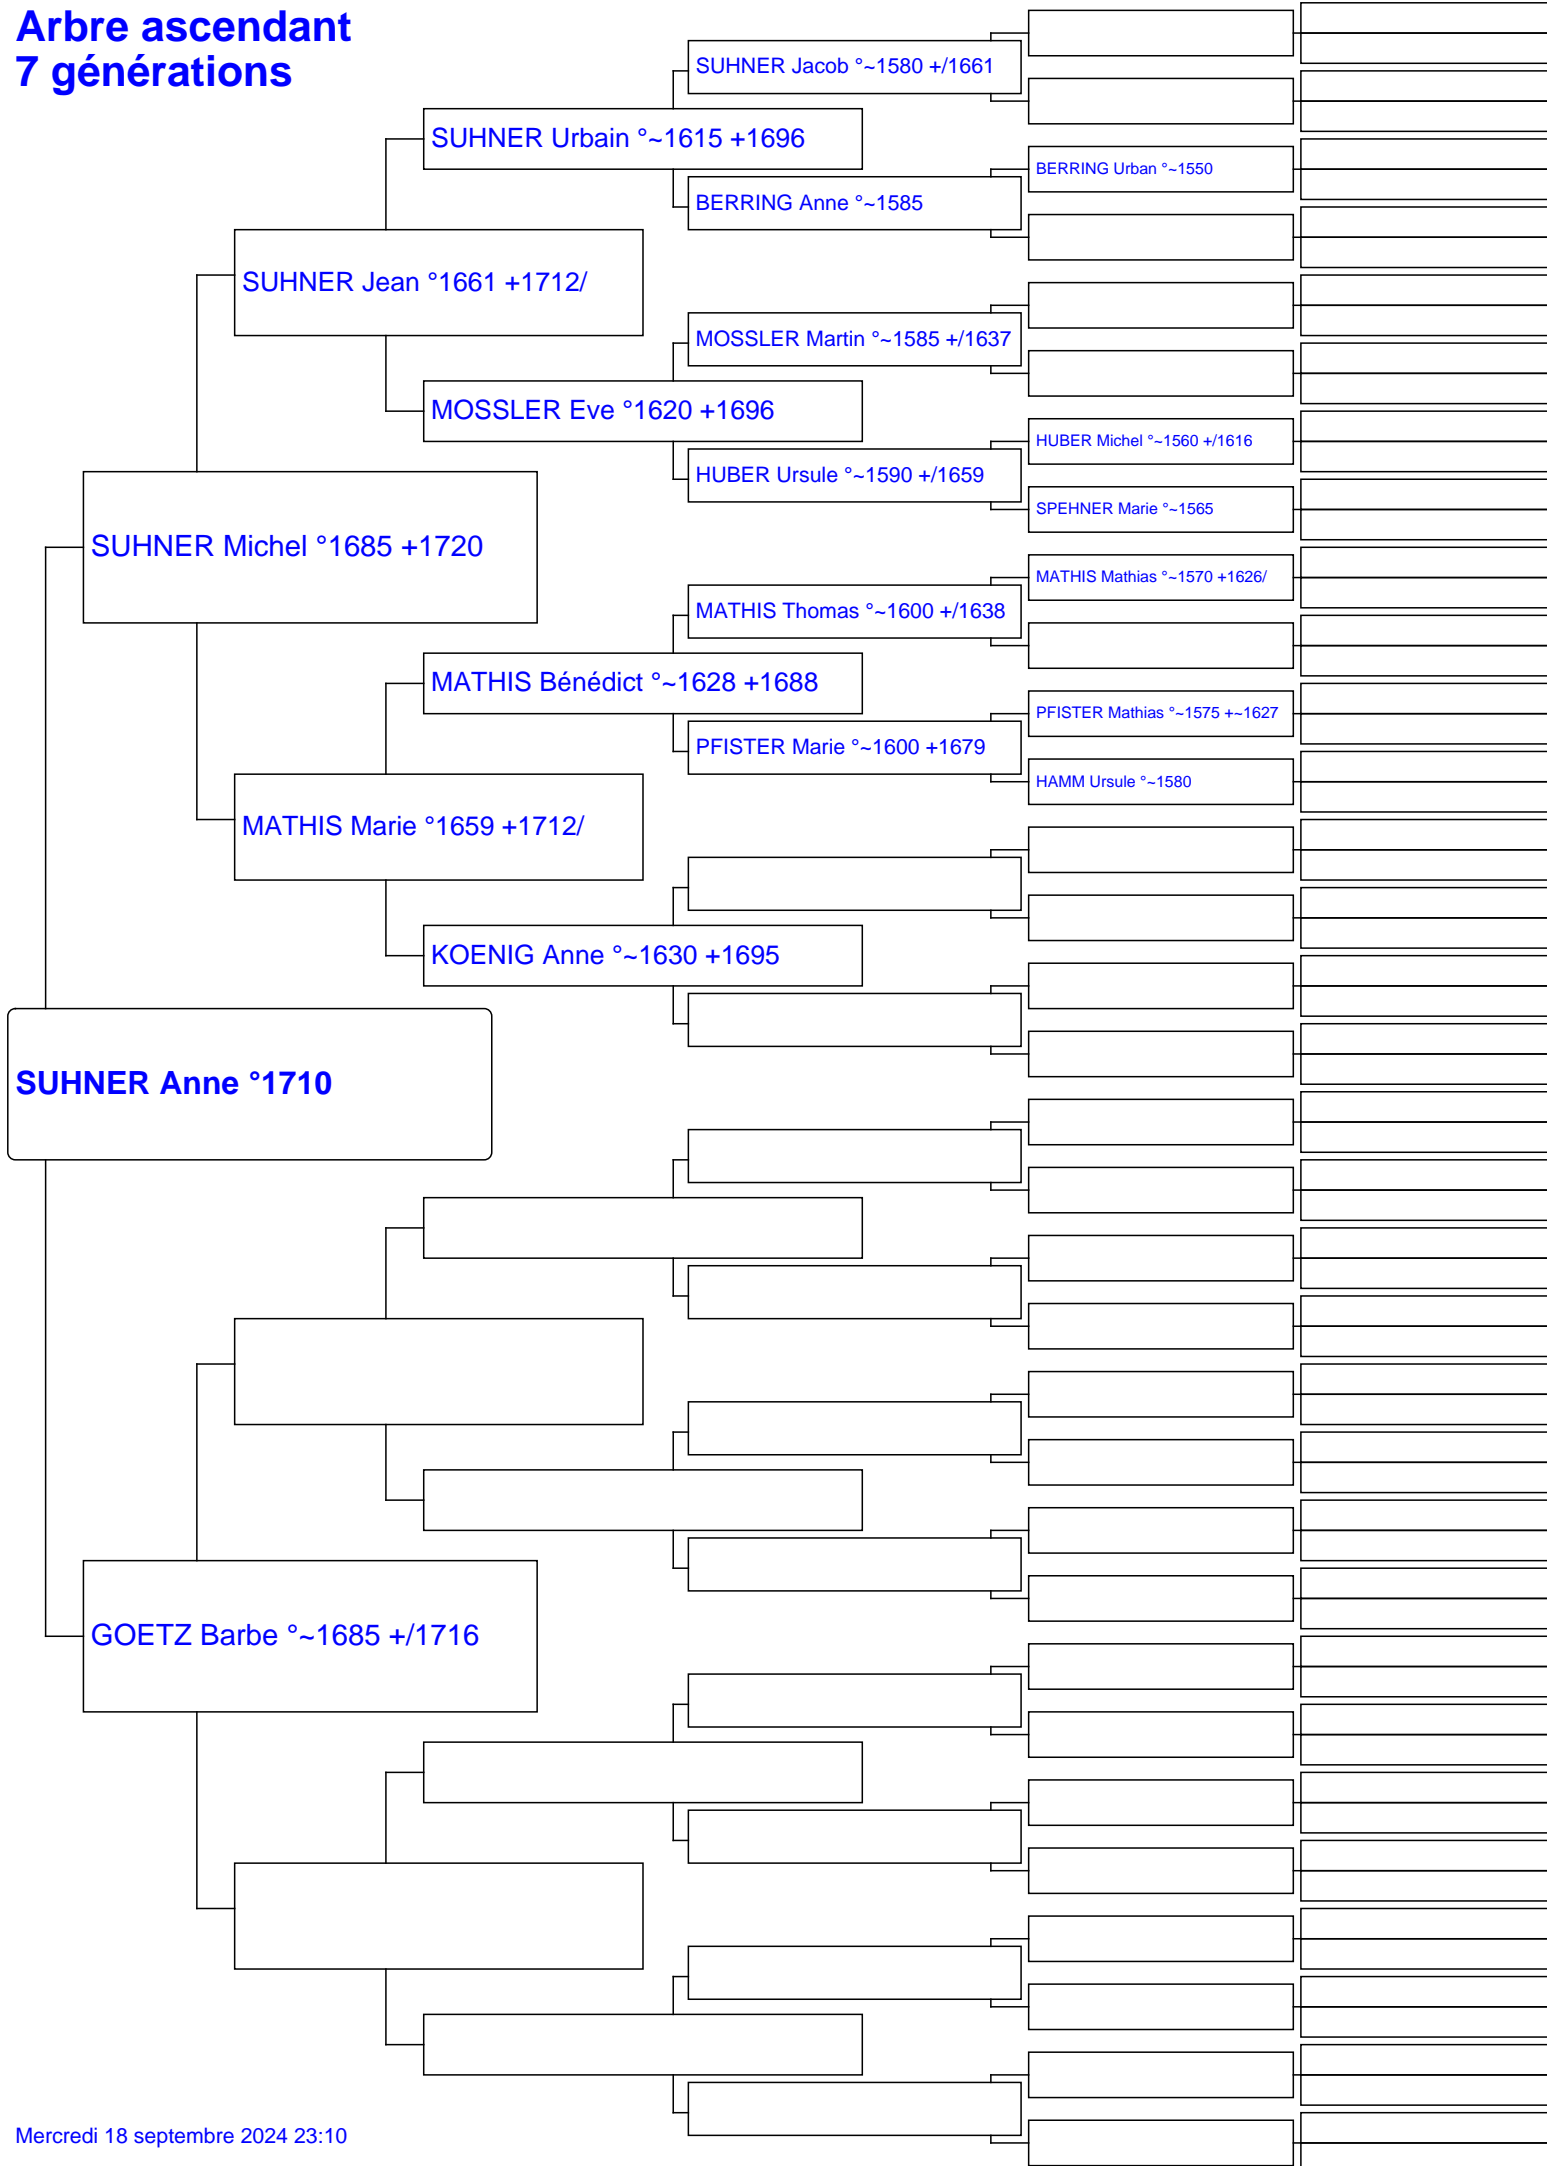 Arbre ascendant
7 générations
SUHNER Jacob °~1580 +/1661
SUHNER Urbain °~1615 +1696
BERRING Urban °~1550
BERRING Anne °~1585
SUHNER Jean °1661 +1712/
MOSSLER Martin °~1585 +/1637
MOSSLER Eve °1620 +1696
HUBER Michel °~1560 +/1616
HUBER Ursule °~1590 +/1659
SPEHNER Marie °~1565
SUHNER Michel °1685 +1720
MATHIS Mathias °~1570 +1626/
MATHIS Thomas °~1600 +/1638
MATHIS Bénédict °~1628 +1688
PFISTER Mathias °~1575 +~1627
PFISTER Marie °~1600 +1679
HAMM Ursule °~1580
MATHIS Marie °1659 +1712/
KOENIG Anne °~1630 +1695
SUHNER Anne °1710
GOETZ Barbe °~1685 +/1716
Mercredi 18 septembre 2024 23:10